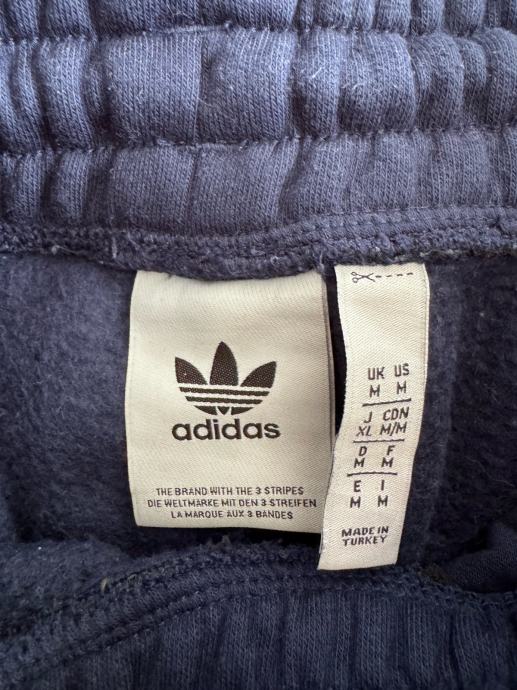 adidas
THE BRAND WITH THE 3 STRIPES
DIE WELTMARKE MIT DEN 3 STREIFEN
LA MARQUE AUX 3 BANDES
UK US
M M
J CDN
XL M/M
D F
M M
E I
M M
MADE IN
TURKEY